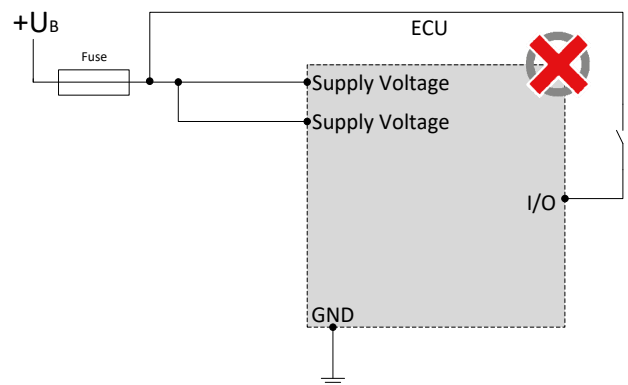 ECU
+UB
Fuse
Supply Voltage
Supply Voltage
I/O
GND